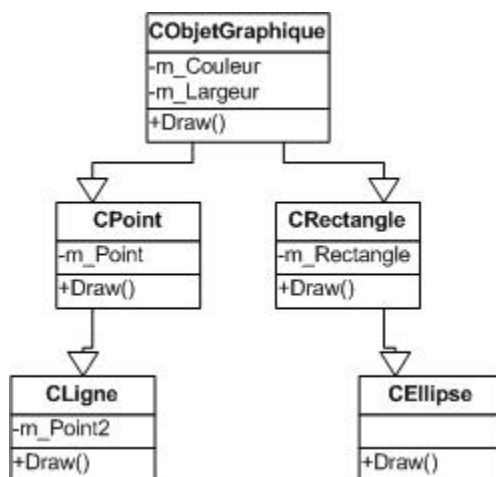 CObjetGraphique
-m_Couleur
-m_Largeur
+Draw()
CPoint
-m_Point
+Draw()
CRectangle
-m_Rectangle
+Draw()
CLigne
-m_Point2
+Draw()
CEllipse
+Draw()